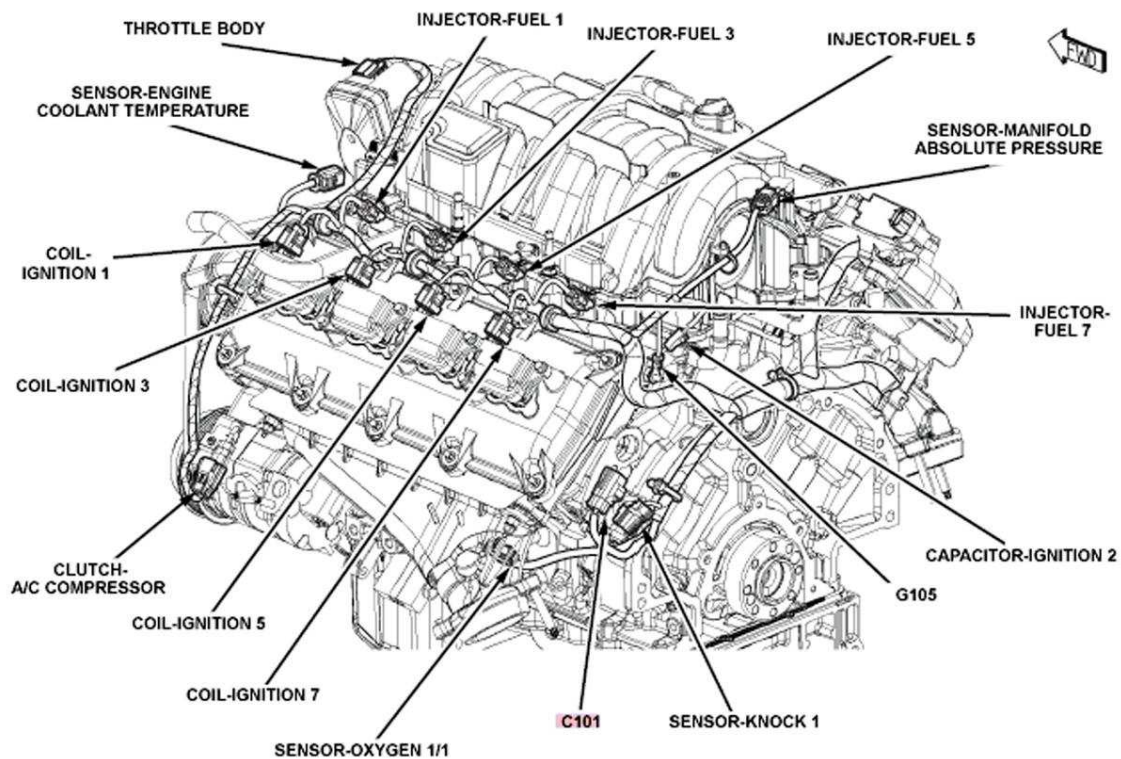 INJECTOR-FUEL 1
THROTTLE BODY
INJECTOR-FUEL 3
INJECTOR-FUEL 5
FWD
SENSOR-ENGINE
COOLANT TEMPERATURE
SENSOR-MANIFOLD
ABSOLUTE PRESSURE
COIL-
IGNITION 1
INJECTOR-
FUEL 7
COIL-IGNITION 3
CAPACITOR-IGNITION 2
CLUTCH-
A/C COMPRESSOR
G105
COIL-IGNITION 5
COIL-IGNITION 7
C101
SENSOR-KNOCK 1
SENSOR-OXYGEN 1/1